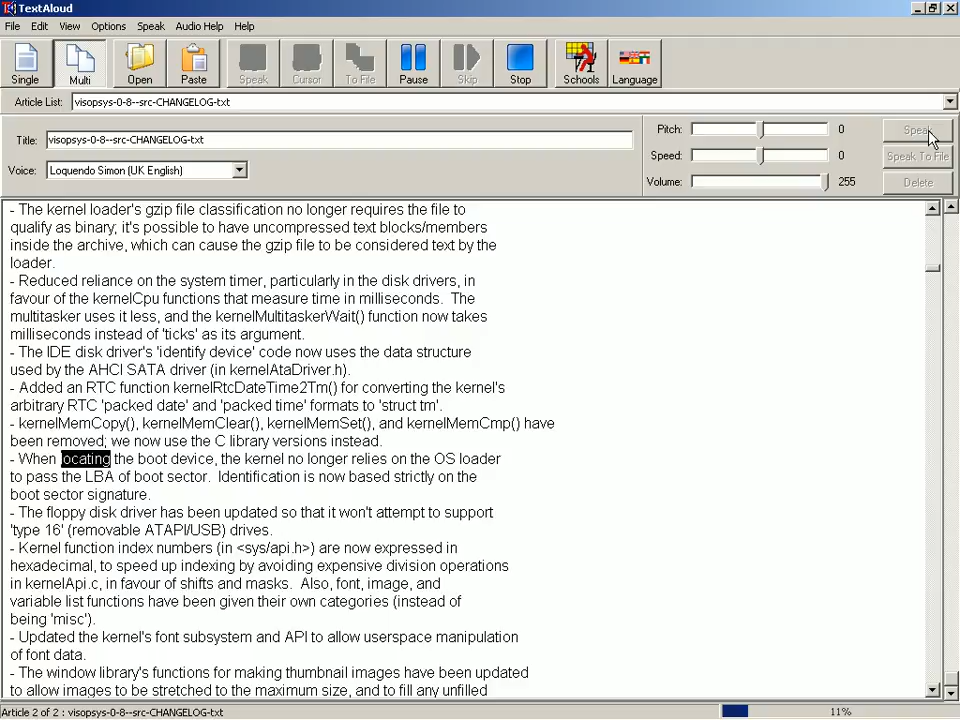 TextAloud
File Edit View Options Speak Audio Help Help
Single Multi Open Paste Speak Cursor To File Pause Skip Stop Schools Language
Article List: visopsys-0-8--src-CHANGELOG-txt
Title: visopsys-0-8--src-CHANGELOG-txt
Voice: Loquendo Simon (UK English)
Pitch: 0 Speak
Speed: 0 Speak To File
Volume: 255 Delete
- The kernel loader's gzip file classification no longer requires the file to
qualify as binary; it's possible to have uncompressed text blocks/members
inside the archive, which can cause the gzip file to be considered text by the
loader.
- Reduced reliance on the system timer, particularly in the disk drivers, in
favour of the kernelCpu functions that measure time in milliseconds.  The
multitasker uses it less, and the kernelMultitaskerWait() function now takes
milliseconds instead of 'ticks' as its argument.
- The IDE disk driver's 'identify device' code now uses the data structure
used by the AHCI SATA driver (in kernelAtaDriver.h).
- Added an RTC function kernelRtcDateTime2Tm() for converting the kernel's
arbitrary RTC 'packed date' and 'packed time' formats to 'struct tm'.
- kernelMemCopy(), kernelMemClear(), kernelMemSet(), and kernelMemCmp() have
been removed; we now use the C library versions instead.
- When locating the boot device, the kernel no longer relies on the OS loader
to pass the LBA of boot sector.  Identification is now based strictly on the
boot sector signature.
- The floppy disk driver has been updated so that it won't attempt to support
'type 16' (removable ATAPI/USB) drives.
- Kernel function index numbers (in <sys/api.h>) are now expressed in
hexadecimal, to speed up indexing by avoiding expensive division operations
in kernelApi.c, in favour of shifts and masks.  Also, font, image, and
variable list functions have been given their own categories (instead of
being 'misc').
- Updated the kernel's font subsystem and API to allow userspace manipulation
of font data.
- The window library's functions for making thumbnail images have been updated
to allow images to be stretched to the maximum size, and to fill any unfilled
Article 2 of 2 : visopsys-0-8--src-CHANGELOG-txt 11%